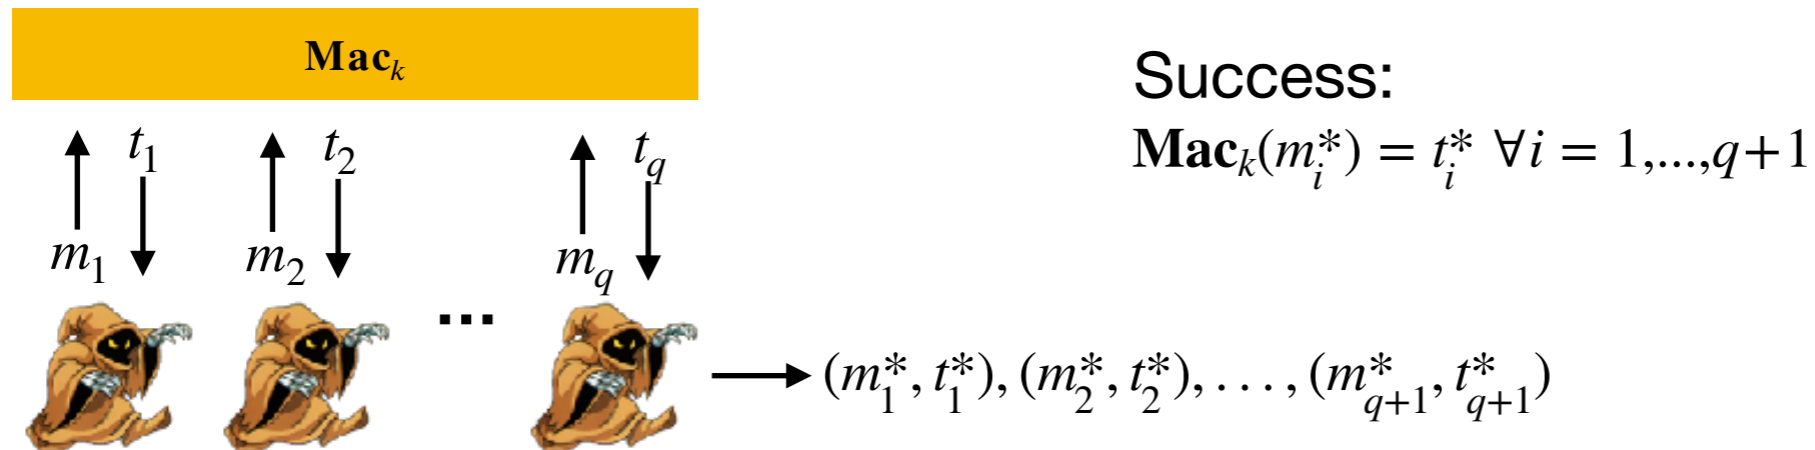 Mac_k
Success:
Mac_k(m_i^*) = t_i^* ∀i = 1,...,q+1
t_1 t_2 t_q
m_1 m_2 m_q
...
(m_1^*, t_1^*), (m_2^*, t_2^*), . . . , (m_{q+1}^*, t_{q+1}^*)